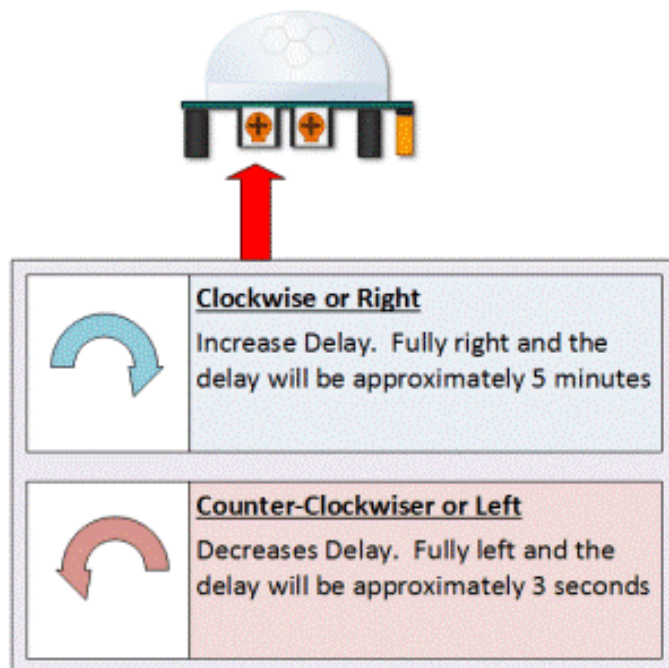 Clockwise or Right
Increase Delay.  Fully right and the
delay will be approximately 5 minutes
Counter-Clockwiser or Left
Decreases Delay.  Fully left and the
delay will be approximately 3 seconds